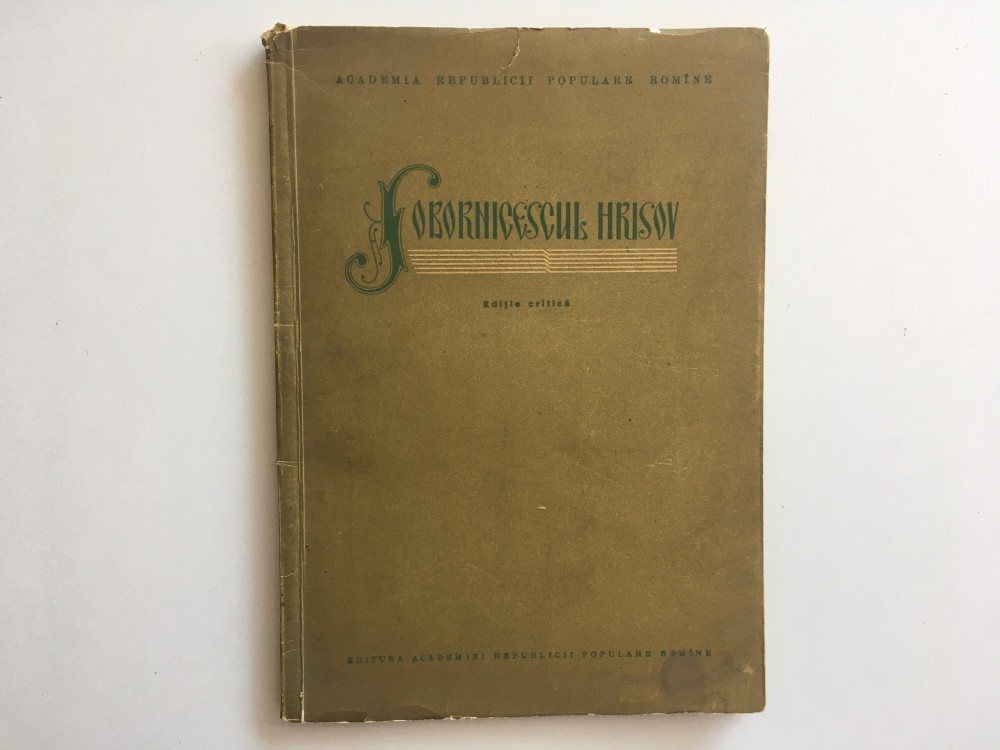 ACADEMIA REPUBLICII POPULARE ROMÎNE
SOBORNICESCUL HRISOV
Ediție critică
EDITURA ACADEMIEI REPUBLICII POPULARE ROMÎNE